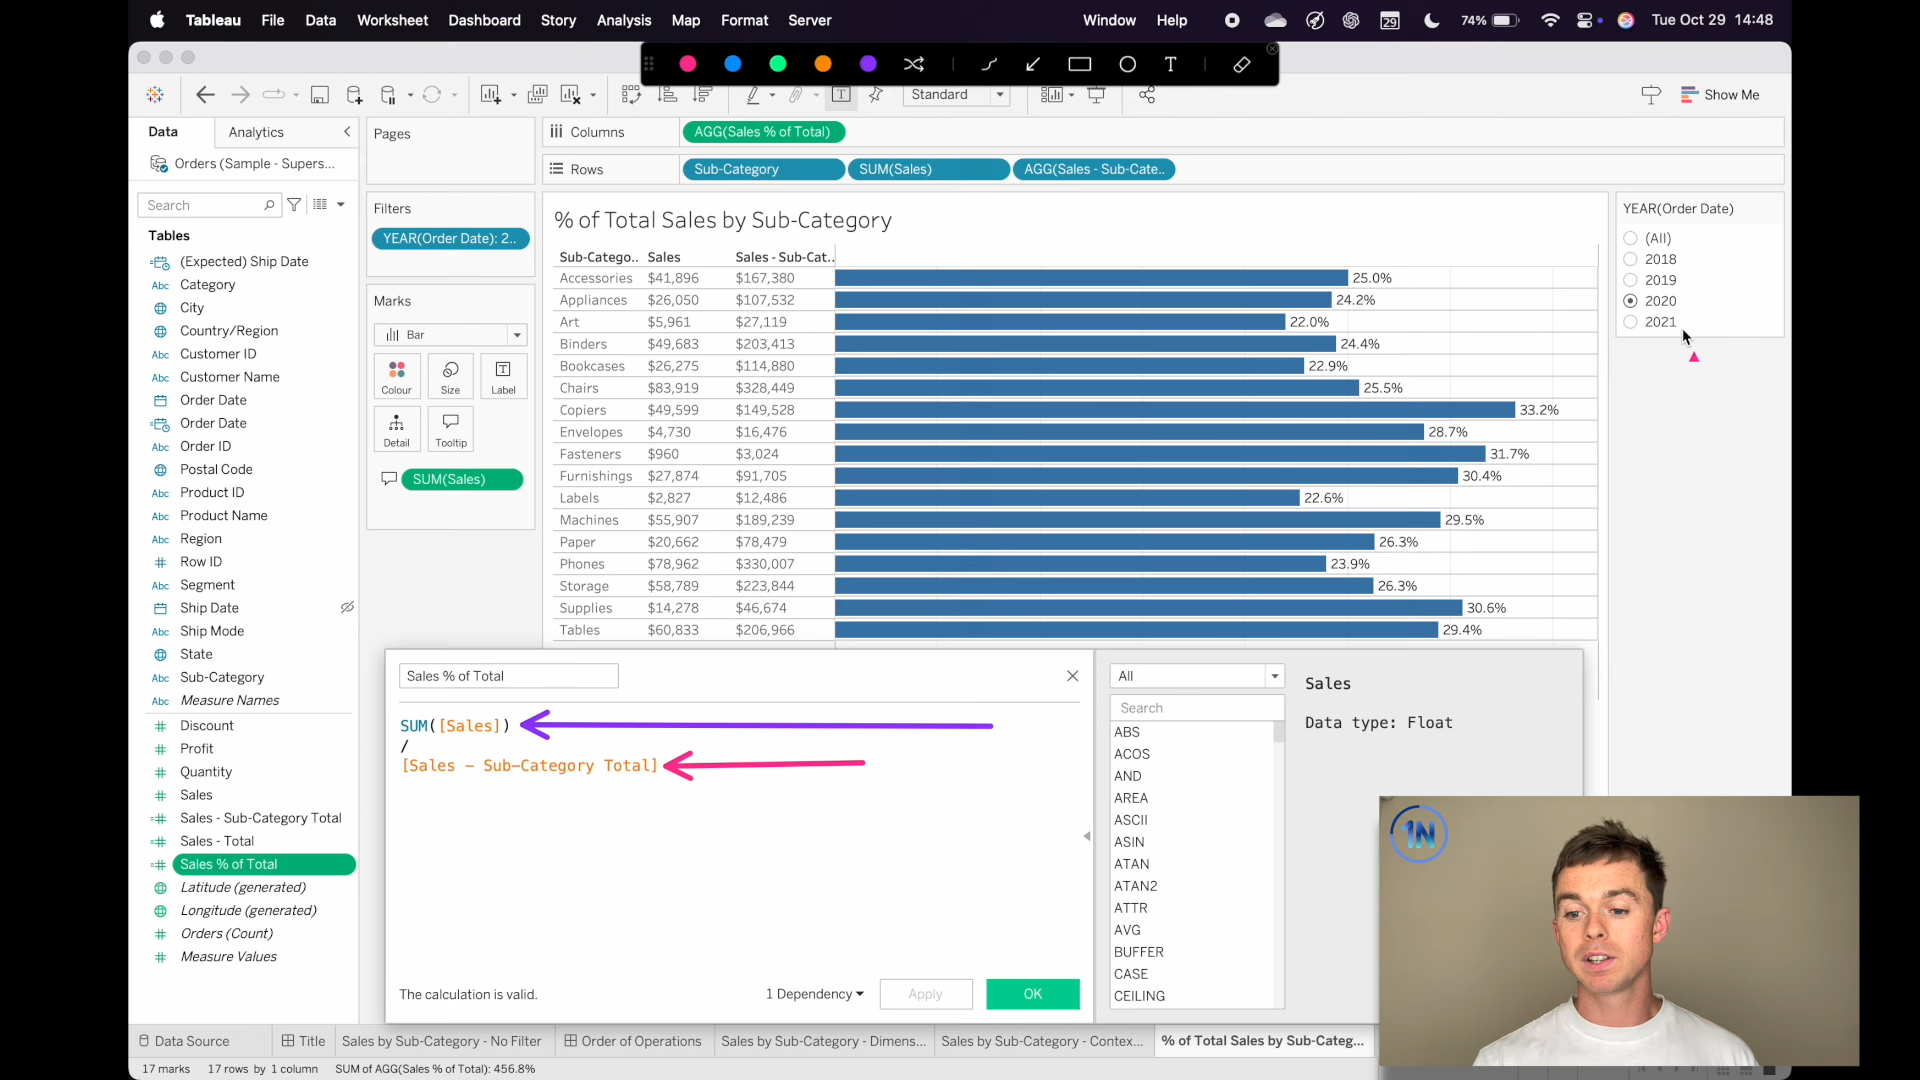 Tableau File Data Worksheet Dashboard Story Analysis Map Format Server Window Help 29 74% Tue Oct 29 14:48
T
Standard
Show Me
Data Analytics
Orders (Sample - Supers...
Search
Tables
(Expected) Ship Date
Abc Category
City
Country/Region
Abc Customer ID
Abc Customer Name
Order Date
Order Date
Abc Order ID
Postal Code
Abc Product ID
Abc Product Name
Abc Region
Row ID
Abc Segment
Ship Date
Abc Ship Mode
State
Abc Sub-Category
Abc Measure Names
Discount
Profit
Quantity
Sales
Sales - Sub-Category Total
Sales - Total
Sales % of Total
Latitude (generated)
Longitude (generated)
Orders (Count)
Measure Values
Pages
Filters
YEAR(Order Date): 2..
Marks
Bar
Colour Size Label
Detail Tooltip
SUM(Sales)
Columns AGG(Sales % of Total)
Rows Sub-Category SUM(Sales) AGG(Sales - Sub-Cate..
% of Total Sales by Sub-Category
Sub-Catego.. Sales Sales - Sub-Cat..
Accessories $41,896 $167,380 25.0%
Appliances $26,050 $107,532 24.2%
Art $5,961 $27,119 22.0%
Binders $49,683 $203,413 24.4%
Bookcases $26,275 $114,880 22.9%
Chairs $83,919 $328,449 25.5%
Copiers $49,599 $149,528 33.2%
Envelopes $4,730 $16,476 28.7%
Fasteners $960 $3,024 31.7%
Furnishings $27,874 $91,705 30.4%
Labels $2,827 $12,486 22.6%
Machines $55,907 $189,239 29.5%
Paper $20,662 $78,479 26.3%
Phones $78,962 $330,007 23.9%
Storage $58,789 $223,844 26.3%
Supplies $14,278 $46,674 30.6%
Tables $60,833 $206,966 29.4%
YEAR(Order Date)
(All)
2018
2019
2020
2021
Sales % of Total
SUM([Sales])
/
[Sales - Sub-Category Total]
The calculation is valid.
1 Dependency
Apply
OK
All
Search
ABS
ACOS
AND
AREA
ASCII
ASIN
ATAN
ATAN2
ATTR
AVG
BUFFER
CASE
CEILING
Sales
Data type: Float
1N
Data Source Title Sales by Sub-Category - No Filter Order of Operations Sales by Sub-Category - Dimens... Sales by Sub-Category - Contex... % of Total Sales by Sub-Categ...
17 marks 17 rows by 1 column SUM of AGG(Sales % of Total): 456.8%